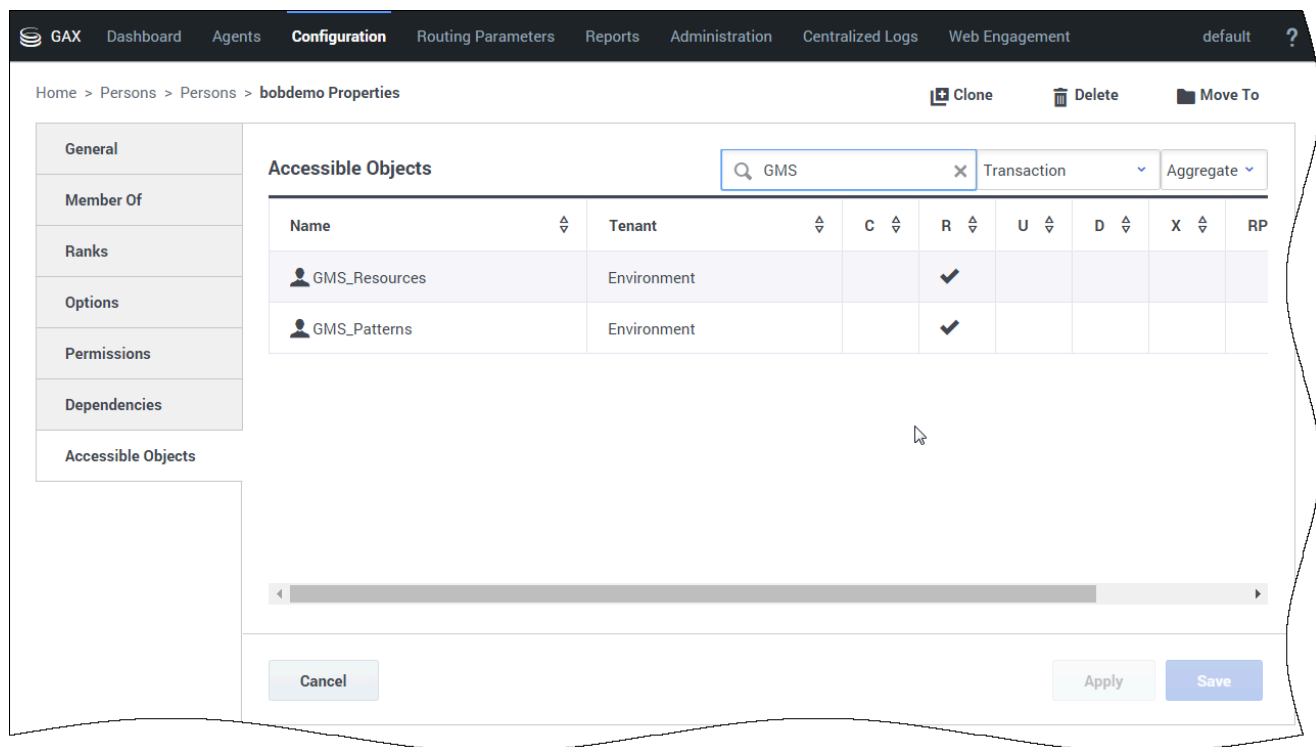 GAX Dashboard Agents Configuration Routing Parameters Reports Administration Centralized Logs Web Engagement default ?
Home > Persons > Persons > bobdemo Properties Clone Delete Move To
General
Accessible Objects GMS Transaction Aggregate
Member Of
Name Tenant C R U D X RP
Ranks
GMS_Resources Environment
Options
GMS_Patterns Environment
Permissions
Dependencies
Accessible Objects
Cancel Apply Save